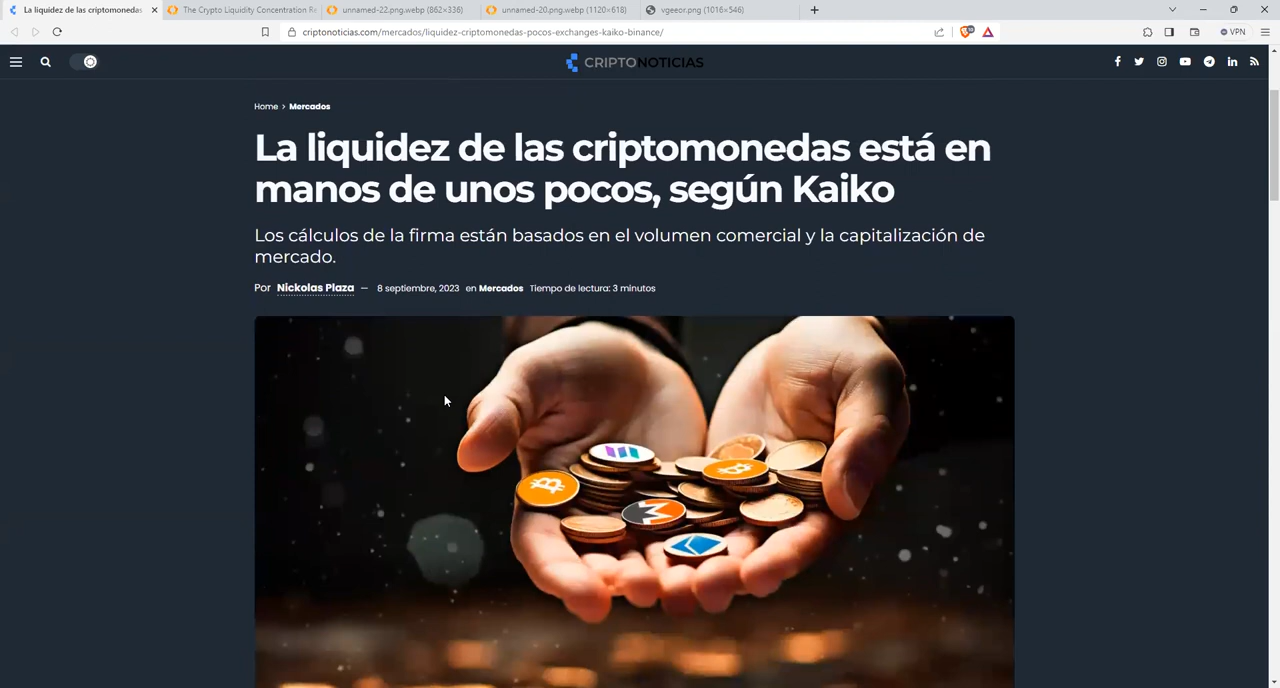 La liquidez de las criptomonedas
The Crypto Liquidity Concentration Re
unnamed-22.png.webp (862×336)
unnamed-20.png.webp (1120×618)
vgeeor.png (1016×546)
criptonoticias.com/mercados/liquidez-criptomonedas-pocos-exchanges-kaiko-binance/
VPN
CRIPTONOTICIAS
Home > Mercados
La liquidez de las criptomonedas está en
manos de unos pocos, según Kaiko
Los cálculos de la firma están basados en el volumen comercial y la capitalización de
mercado.
Por Nickolas Plaza — 8 septiembre, 2023 en Mercados Tiempo de lectura: 3 minutos